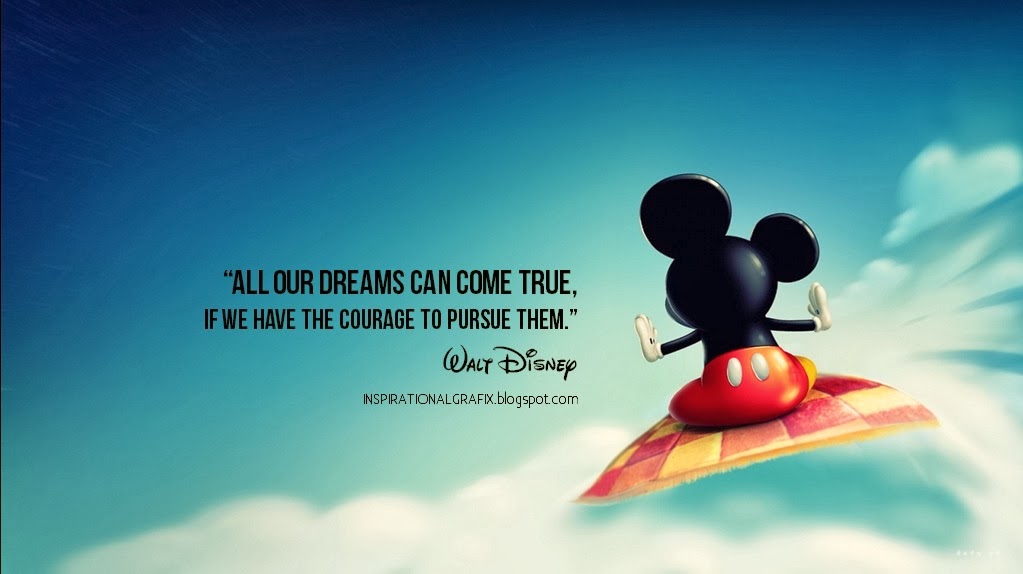 “ALL OUR DREAMS CAN COME TRUE,
IF WE HAVE THE COURAGE TO PURSUE THEM.”
Walt Disney
INSPIRATIONALGRAFIX.blogspot.com